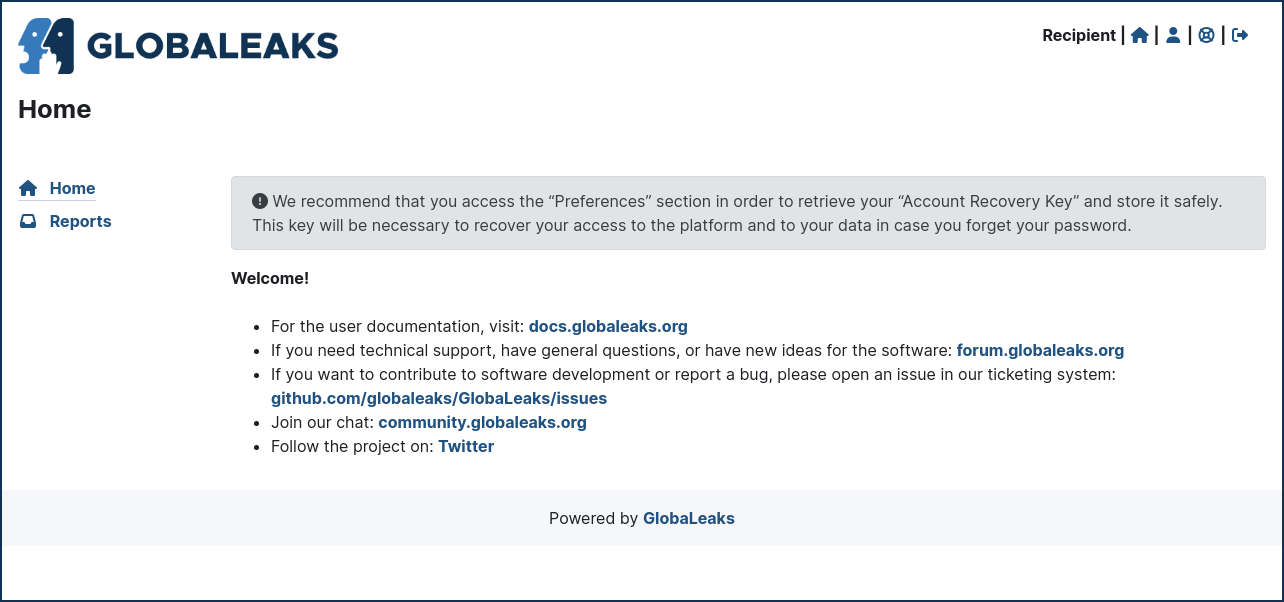 GLOBALEAKS
Recipient | | | |
Home
Home
Reports
We recommend that you access the “Preferences” section in order to retrieve your “Account Recovery Key” and store it safely.
This key will be necessary to recover your access to the platform and to your data in case you forget your password.
Welcome!
• For the user documentation, visit: docs.globaleaks.org
• If you need technical support, have general questions, or have new ideas for the software: forum.globaleaks.org
• If you want to contribute to software development or report a bug, please open an issue in our ticketing system:
github.com/globaleaks/GlobaLeaks/issues
• Join our chat: community.globaleaks.org
• Follow the project on: Twitter
Powered by GlobaLeaks